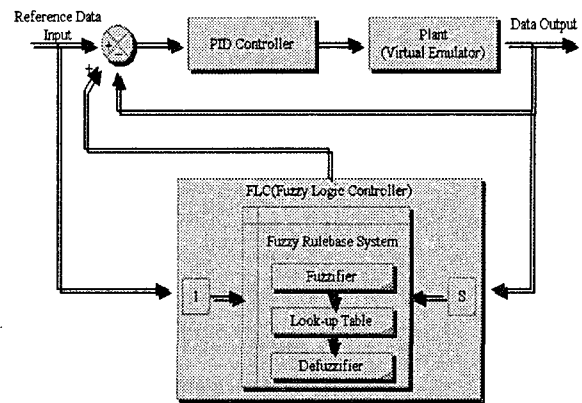 Reference Data
Input
PID Controller
Plant
(Virtual Emulator)
Data Output
+
−
+
FLC(Fuzzy Logic Controller)
Fuzzy Rulebase System
Fuzzifier
Look-up Table
Defuzzifier
1
S